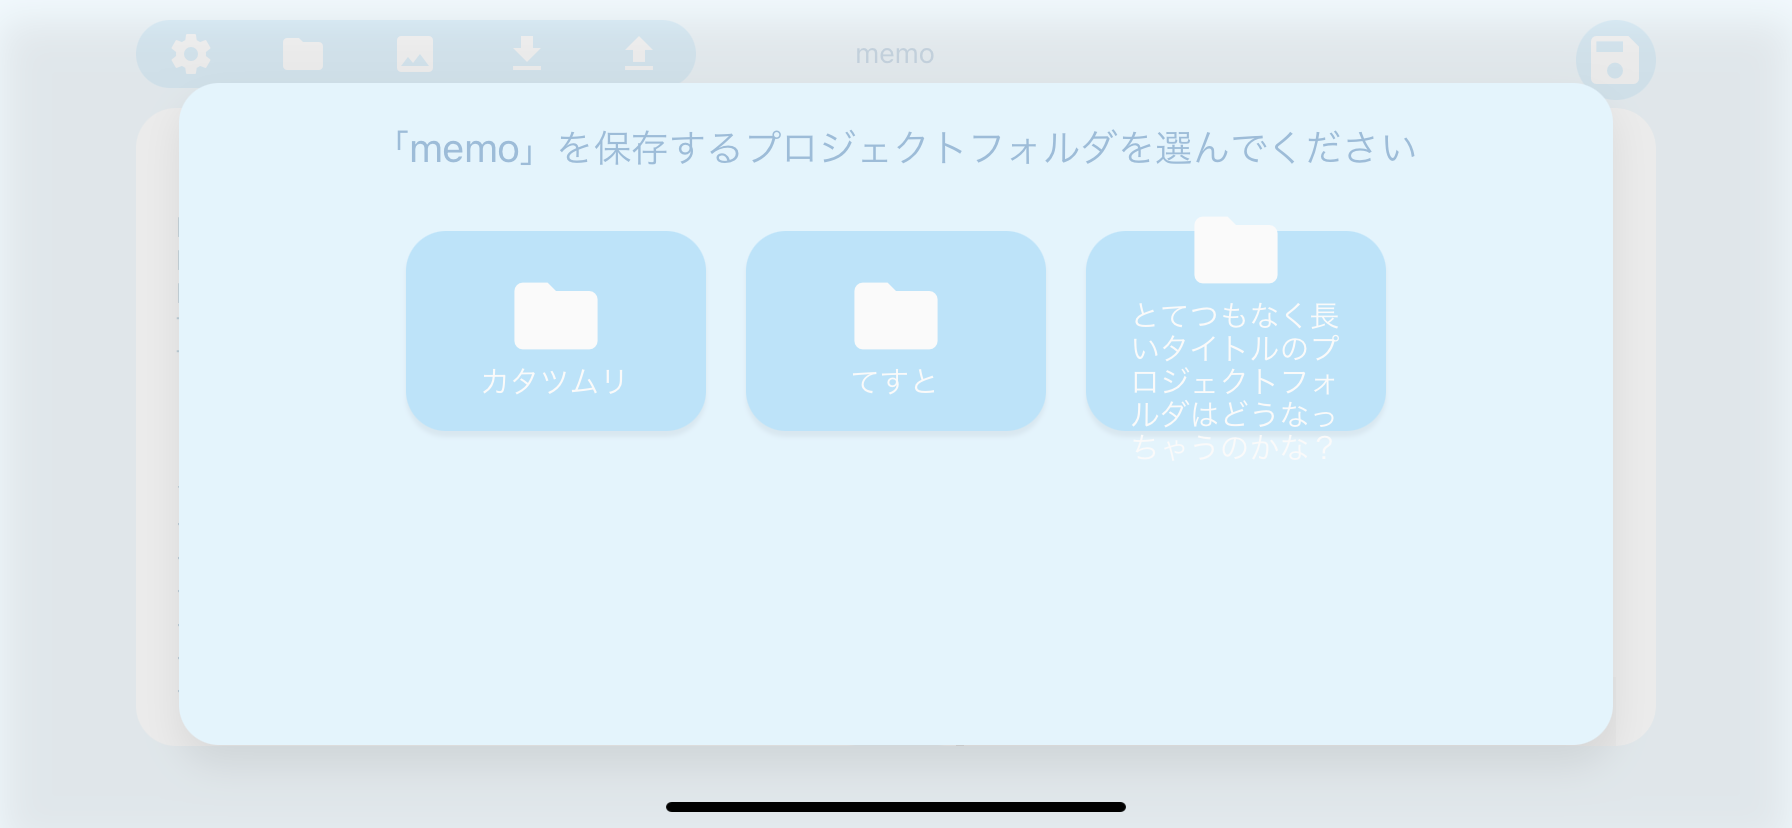 memo
「memo」を保存するプロジェクトフォルダを選んでください
カタツムリ
てすと
とてつもなく長
いタイトルのプ
ロジェクトフォ
ルダはどうなっ
ちゃうのかな？